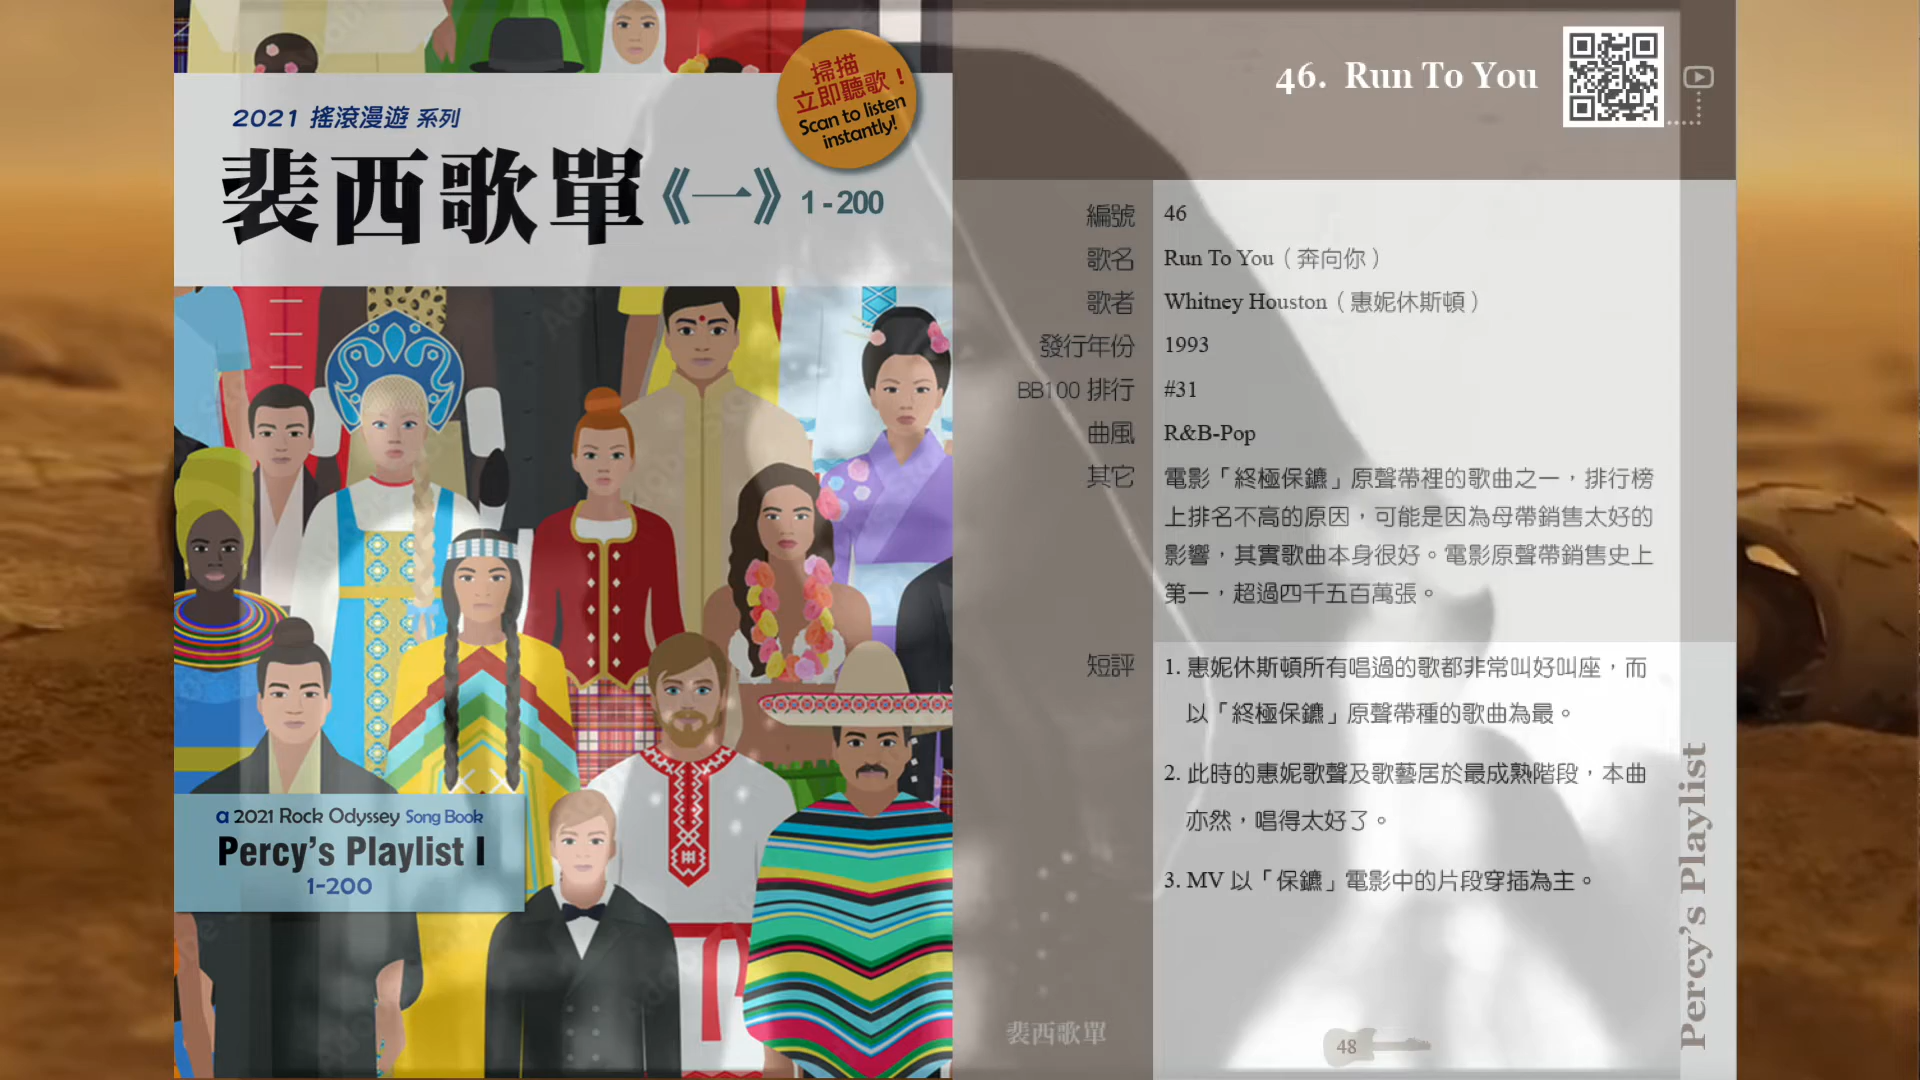 掃描
立即聽歌！
Scan to listen
instantly!
2021 搖滾漫遊 系列
裴西歌單《一》1-200
a 2021 Rock Odyssey Song Book
Percy's Playlist I
1-200
46. Run To You
編號 46
歌名 Run To You（奔向你）
歌者 Whitney Houston（惠妮休斯頓）
發行年份 1993
BB100 排行 #31
曲風 R&B-Pop
其它 電影「終極保鑣」原聲帶裡的歌曲之一，排行榜
上排名不高的原因，可能是因為母帶銷售太好的
影響，其實歌曲本身很好。電影原聲帶銷售史上
第一，超過四千五百萬張。
短評 1. 惠妮休斯頓所有唱過的歌都非常叫好叫座，而
以「終極保鑣」原聲帶種的歌曲為最。
2. 此時的惠妮歌聲及歌藝居於最成熟階段，本曲
亦然，唱得太好了。
3. MV 以「保鑣」電影中的片段穿插為主。
Percy's Playlist
裴西歌單
48